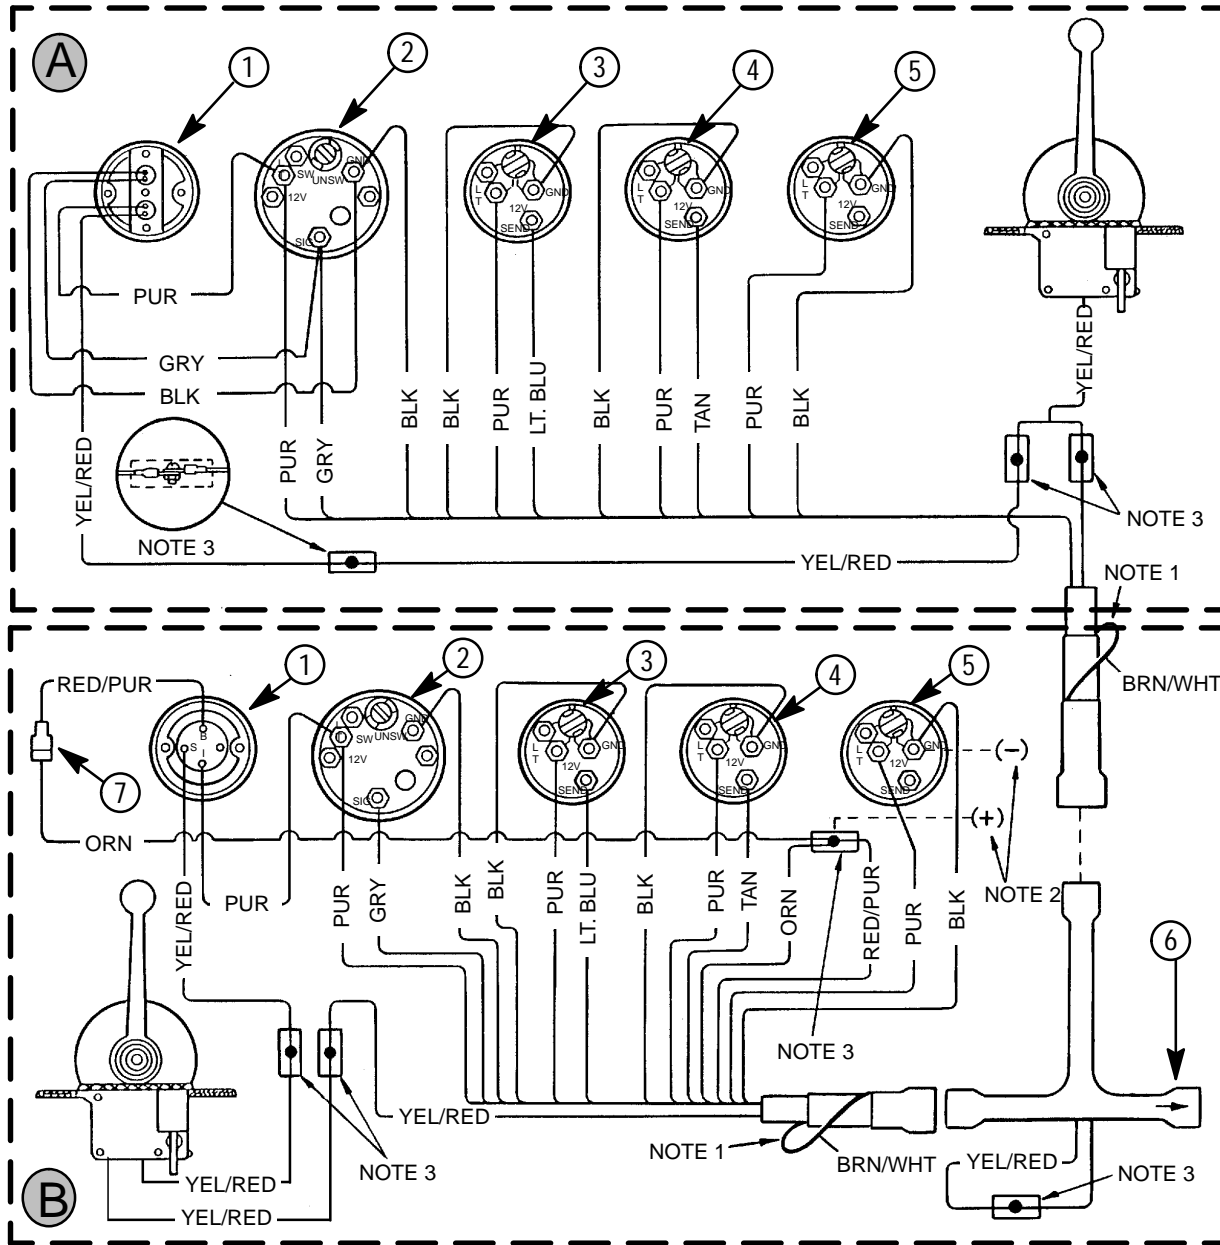 A
1
2
3
4
5
GND
SW
UNSW
12V
SIG
L
T
GND
12V
SEND
L
T
GND
12V
SEND
L
T
GND
12V
SEND
PUR
GRY
BLK
YEL/RED
PUR
GRY
BLK
BLK
PUR
LT. BLU
BLK
PUR
TAN
PUR
BLK
YEL/RED
NOTE 3
NOTE 3
YEL/RED
NOTE 1
BRN/WHT
RED/PUR
1
2
3
4
5
7
B
S
I
GND
SW
UNSW
12V
SIG
L
T
GND
12V
SEND
L
T
GND
12V
SEND
L
T
GND
12V
SEND
(–)
(+)
NOTE 2
ORN
YEL/RED
PUR
PUR
GRY
BLK
BLK
PUR
LT. BLU
BLK
PUR
TAN
ORN
RED/PUR
PUR
BLK
6
NOTE 3
YEL/RED
NOTE 1
BRN/WHT
NOTE 3
YEL/RED
YEL/RED
YEL/RED
NOTE 3
B